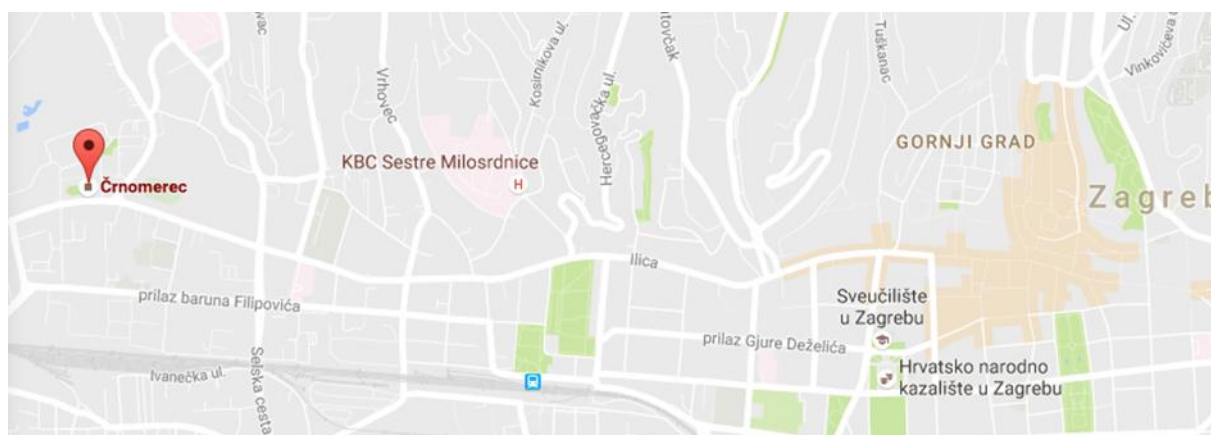 Vrhovec
Kosirnikova ul.
Hercegovačka ul.
Tuškanac
Ul.
Vinkovićeva u
GORNJI GRAD
KBC Sestre Milosrdnice
H
Črnomerec
Zagreb
Ilica
prilaz baruna Filipovića
Sveučilište
u Zagrebu
prilaz Gjure Deželića
Selska cesta
Ivanečka ul.
Hrvatsko narodno
kazalište u Zagrebu